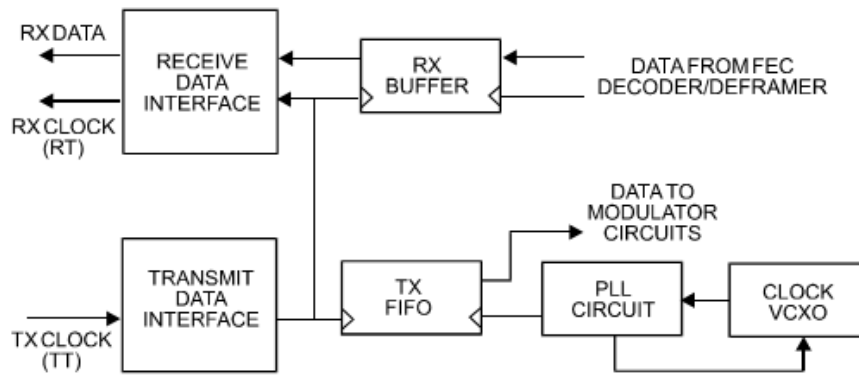 RX DATA
RX CLOCK
(RT)
RECEIVE
DATA
INTERFACE
RX
BUFFER
DATA FROM FEC
DECODER/DEFRAMER
DATA TO
MODULATOR
CIRCUITS
TX CLOCK
(TT)
TRANSMIT
DATA
INTERFACE
TX
FIFO
PLL
CIRCUIT
CLOCK
VCXO